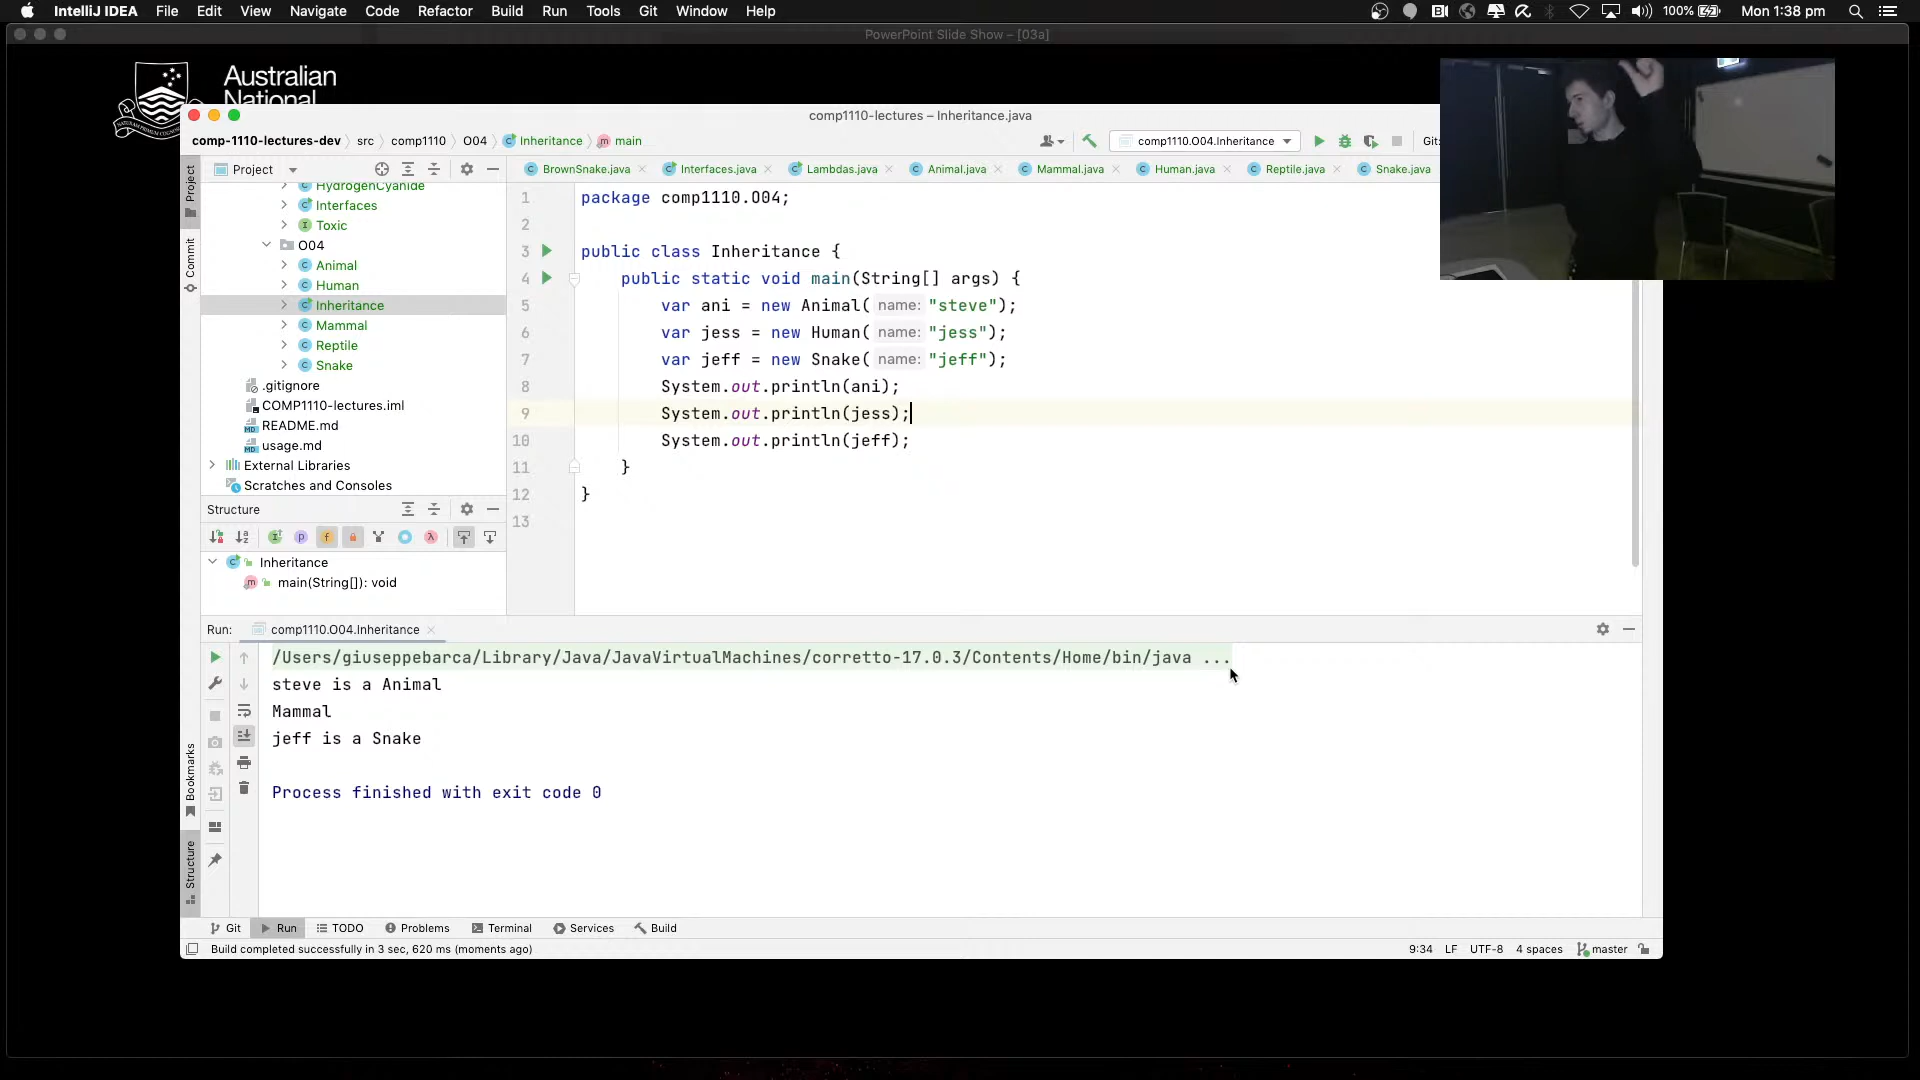 IntelliJ IDEA File Edit View Navigate Code Refactor Build Run Tools Git Window Help 100% Mon 1:38 pm
PowerPoint Slide Show – [03a]
Australian
National
comp1110-lectures – Inheritance.java
comp-1110-lectures-dev src comp1110 O04 Inheritance main comp1110.O04.Inheritance Git:
Project
BrownSnake.java Interfaces.java Lambdas.java Animal.java Mammal.java Human.java Reptile.java Snake.java
Project
Commit
Bookmarks
Structure
HydrogenCyanide
Interfaces
Toxic
O04
Animal
Human
Inheritance
Mammal
Reptile
Snake
.gitignore
COMP1110-lectures.iml
README.md
usage.md
External Libraries
Scratches and Consoles
Structure
Inheritance
main(String[]): void
1 package comp1110.O04;
2
3 public class Inheritance {
4 public static void main(String[] args) {
5 var ani = new Animal( name: "steve");
6 var jess = new Human( name: "jess");
7 var jeff = new Snake( name: "jeff");
8 System.out.println(ani);
9 System.out.println(jess);
10 System.out.println(jeff);
11 }
12 }
13
Run: comp1110.O04.Inheritance
/Users/giuseppebarca/Library/Java/JavaVirtualMachines/corretto-17.0.3/Contents/Home/bin/java ...
steve is a Animal
Mammal
jeff is a Snake
Process finished with exit code 0
Git Run TODO Problems Terminal Services Build
Build completed successfully in 3 sec, 620 ms (moments ago) 9:34 LF UTF-8 4 spaces master